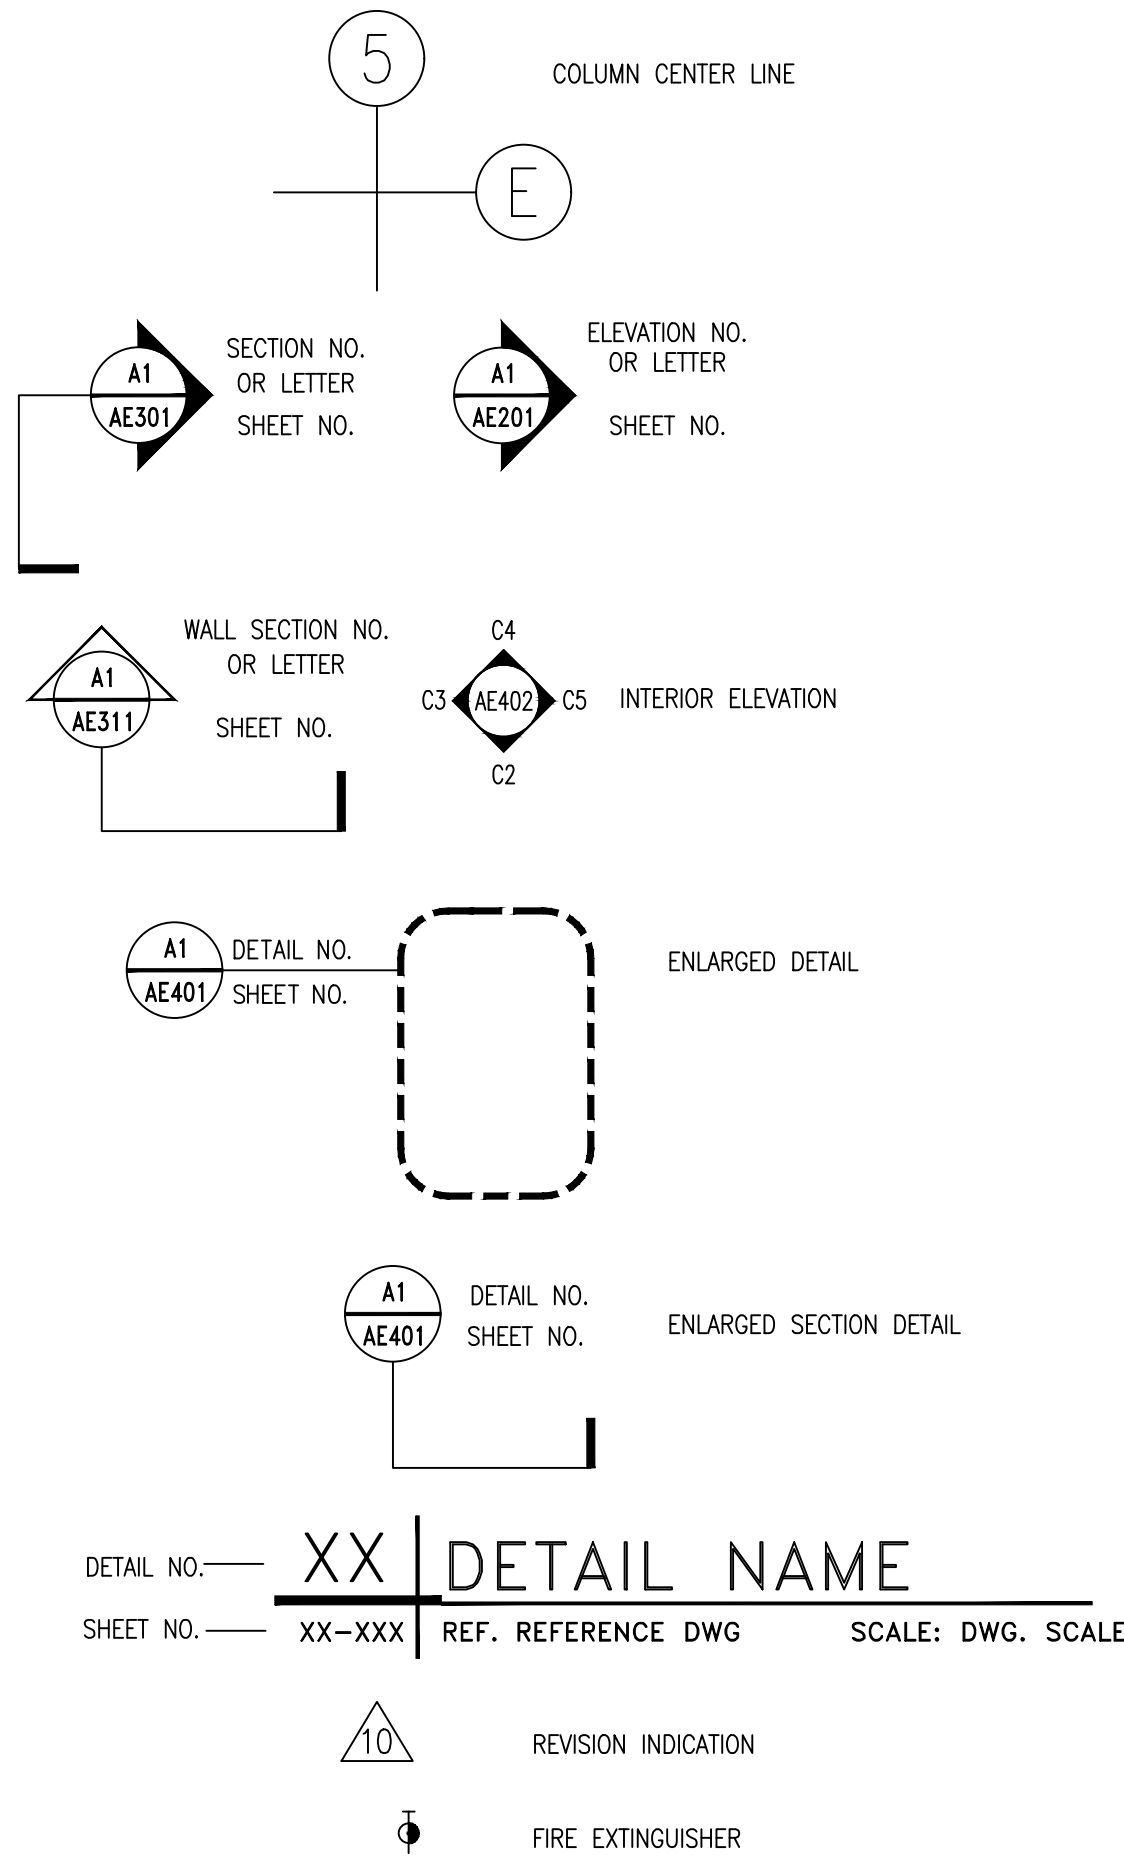 5
COLUMN CENTER LINE
E
A1
AE301
SECTION NO.
OR LETTER
SHEET NO.
A1
AE201
ELEVATION NO.
OR LETTER
SHEET NO.
A1
AE311
WALL SECTION NO.
OR LETTER
SHEET NO.
C4
C3 AE402 C5
C2
INTERIOR ELEVATION
A1
AE401
DETAIL NO.
SHEET NO.
ENLARGED DETAIL
A1
AE401
DETAIL NO.
SHEET NO.
ENLARGED SECTION DETAIL
DETAIL NO. XX DETAIL NAME
SHEET NO. XX-XXX REF. REFERENCE DWG SCALE: DWG. SCALE
10 REVISION INDICATION
FIRE EXTINGUISHER